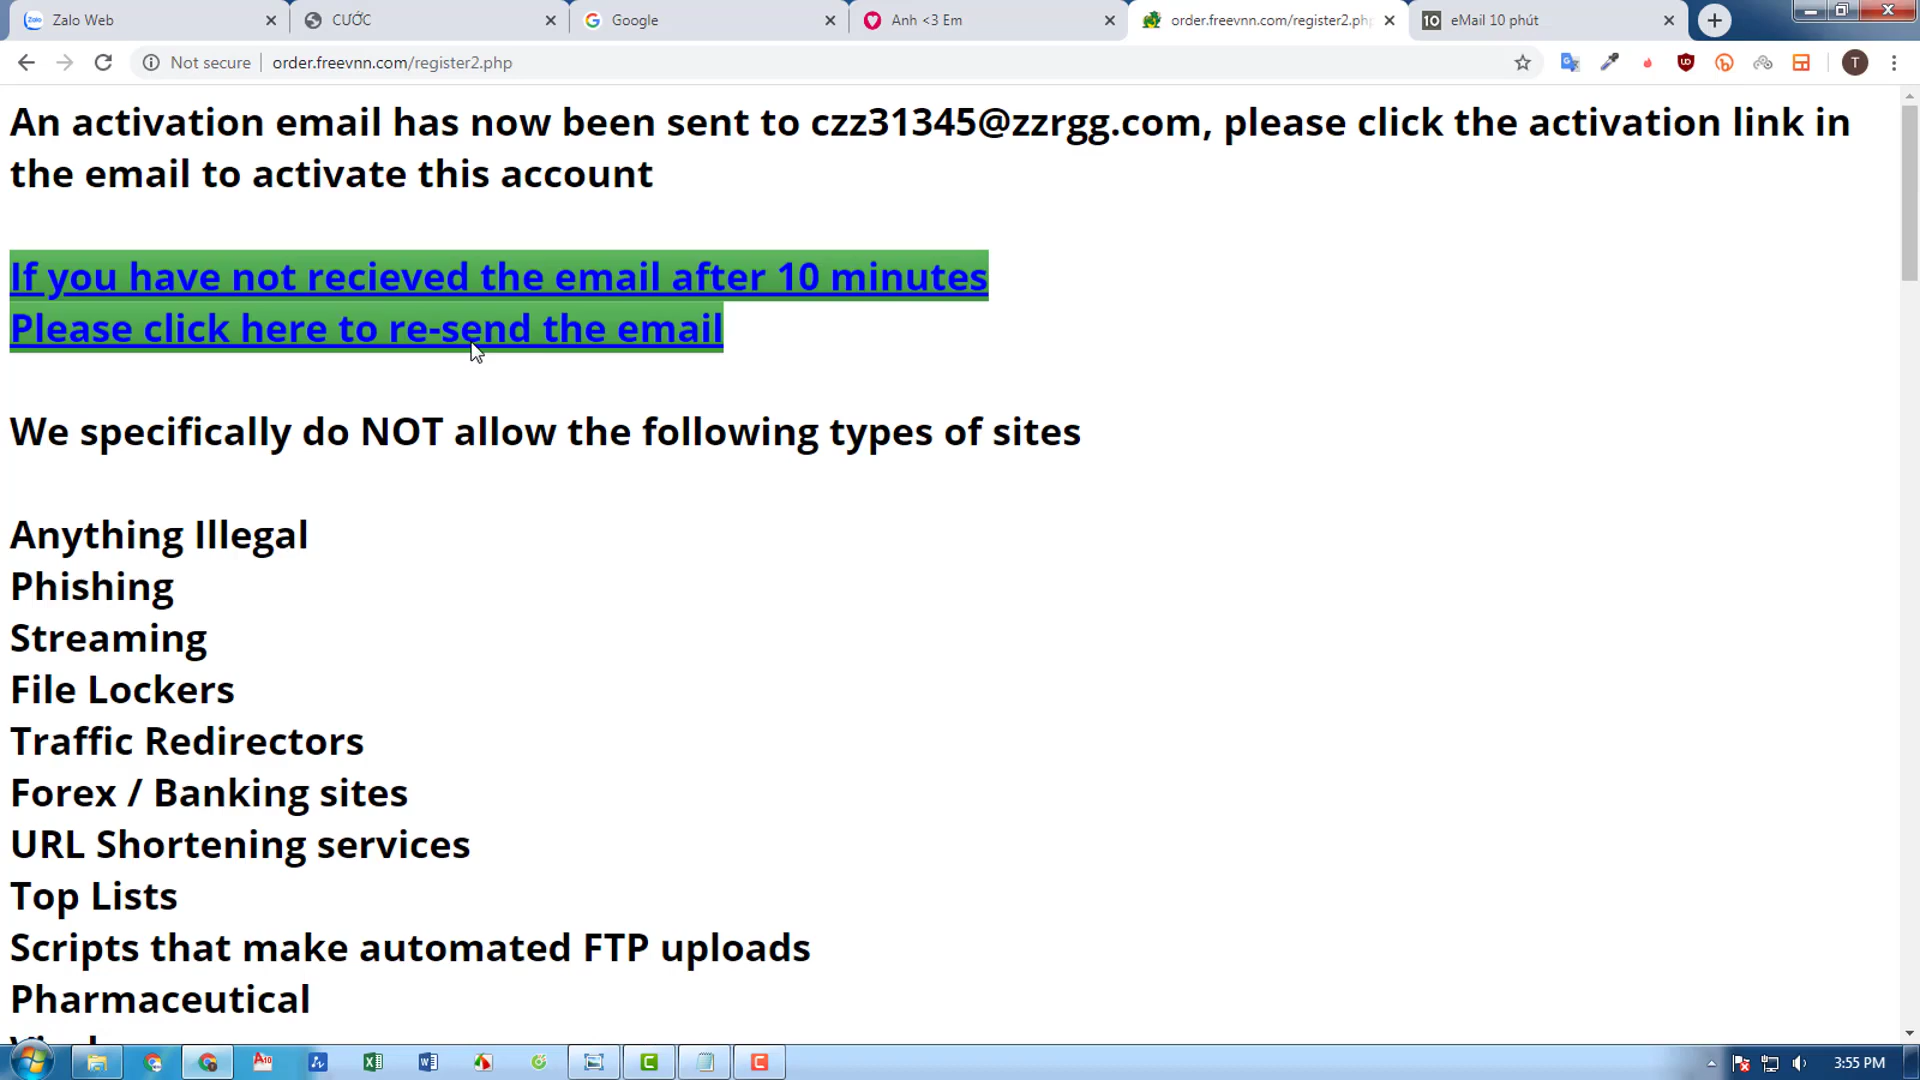 Zalo Web
CƯỚC
Google
Anh <3 Em
order.freevnn.com/register2.ph
eMail 10 phút
Not secure
order.freevnn.com/register2.php
T
An activation email has now been sent to czz31345@zzrgg.com, please click the activation link in
the email to activate this account
If you have not recieved the email after 10 minutes
Please click here to re-send the email
We specifically do NOT allow the following types of sites
Anything Illegal
Phishing
Streaming
File Lockers
Traffic Redirectors
Forex / Banking sites
URL Shortening services
Top Lists
Scripts that make automated FTP uploads
Pharmaceutical
3:55 PM